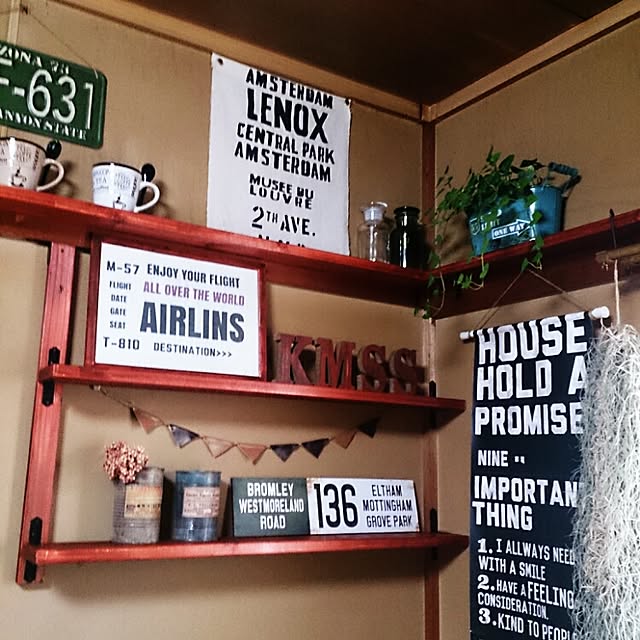 ZONA 73
F-631
ANYON STATE
AMSTERDAM
LENOX
CENTRAL PARK
AMSTERDAM
MUSEE DU
LOUVRE
2TH AVE.
M-57 ENJOY YOUR FLIGHT
FLIGHT
DATE
GATE
SEAT
ALL OVER THE WORLD
AIRLINS
T-810 DESTINATION>>>
KMSS
BROMLEY
WESTMORELAND
ROAD
136
ELTHAM
MOTTINGHAM
GROVE PARK
ONE WAY
HOUSE
HOLD A
PROMISE
NINE
IMPORTAN
THING
1. I ALLWAYS NEED
WITH A SMILE
2. HAVE A FEELING
CONSIDERATION.
3. KIND TO PEOPL